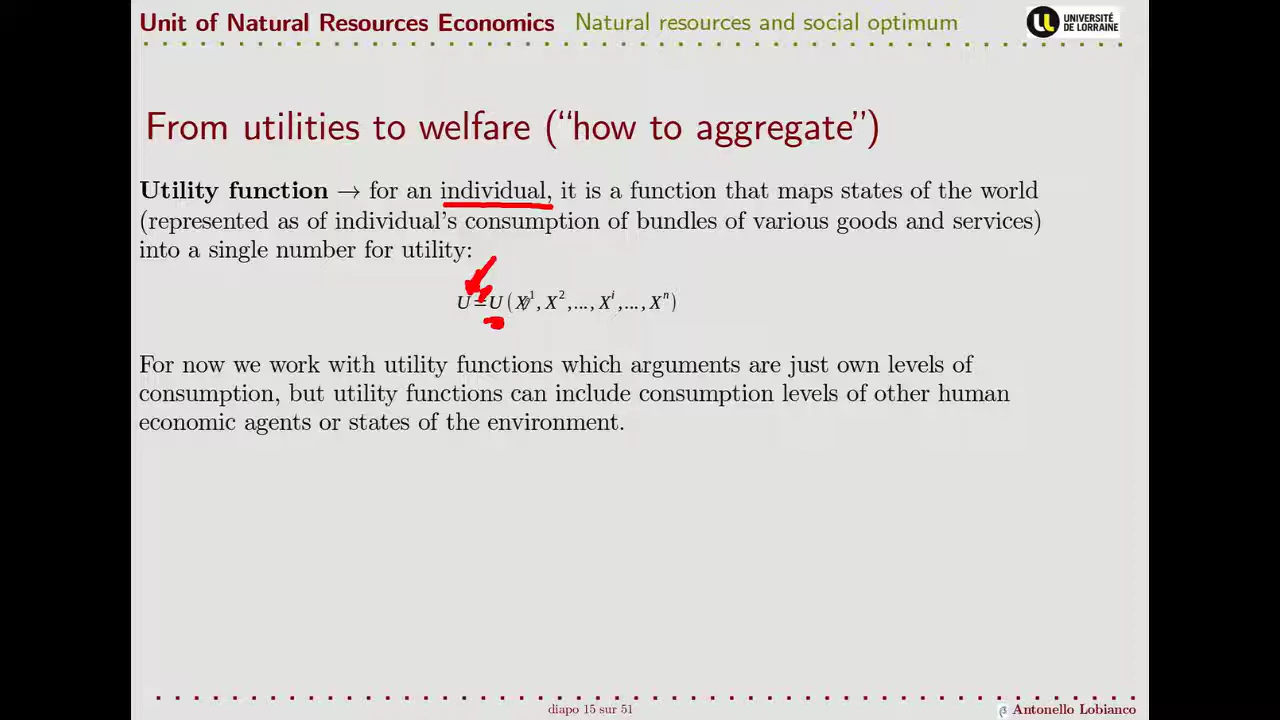 Unit of Natural Resources Economics Natural resources and social optimum
UNIVERSITÉ
DE LORRAINE
From utilities to welfare (“how to aggregate”)
Utility function → for an individual, it is a function that maps states of the world
(represented as of individual's consumption of bundles of various goods and services)
into a single number for utility:
U=U(X¹,X²,...,Xⁱ,...,Xⁿ)
For now we work with utility functions which arguments are just own levels of
consumption, but utility functions can include consumption levels of other human
economic agents or states of the environment.
diapo 15 sur 51
Antonello Lobianco